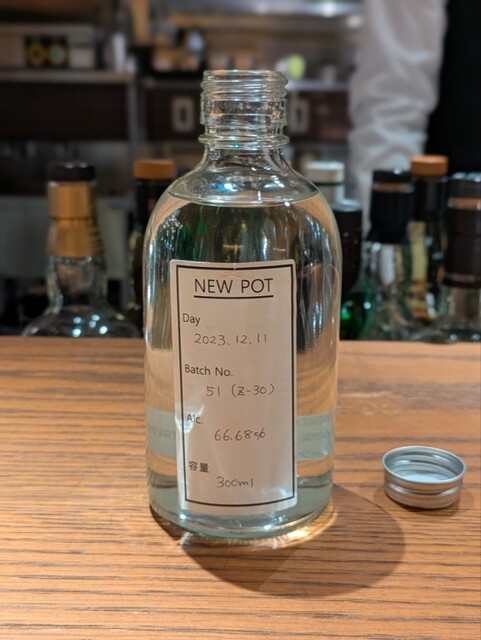 NEW POT
Day
2023.12.11
Batch No.
51 (Z-30)
Alc.
66.68%
容量
300ml